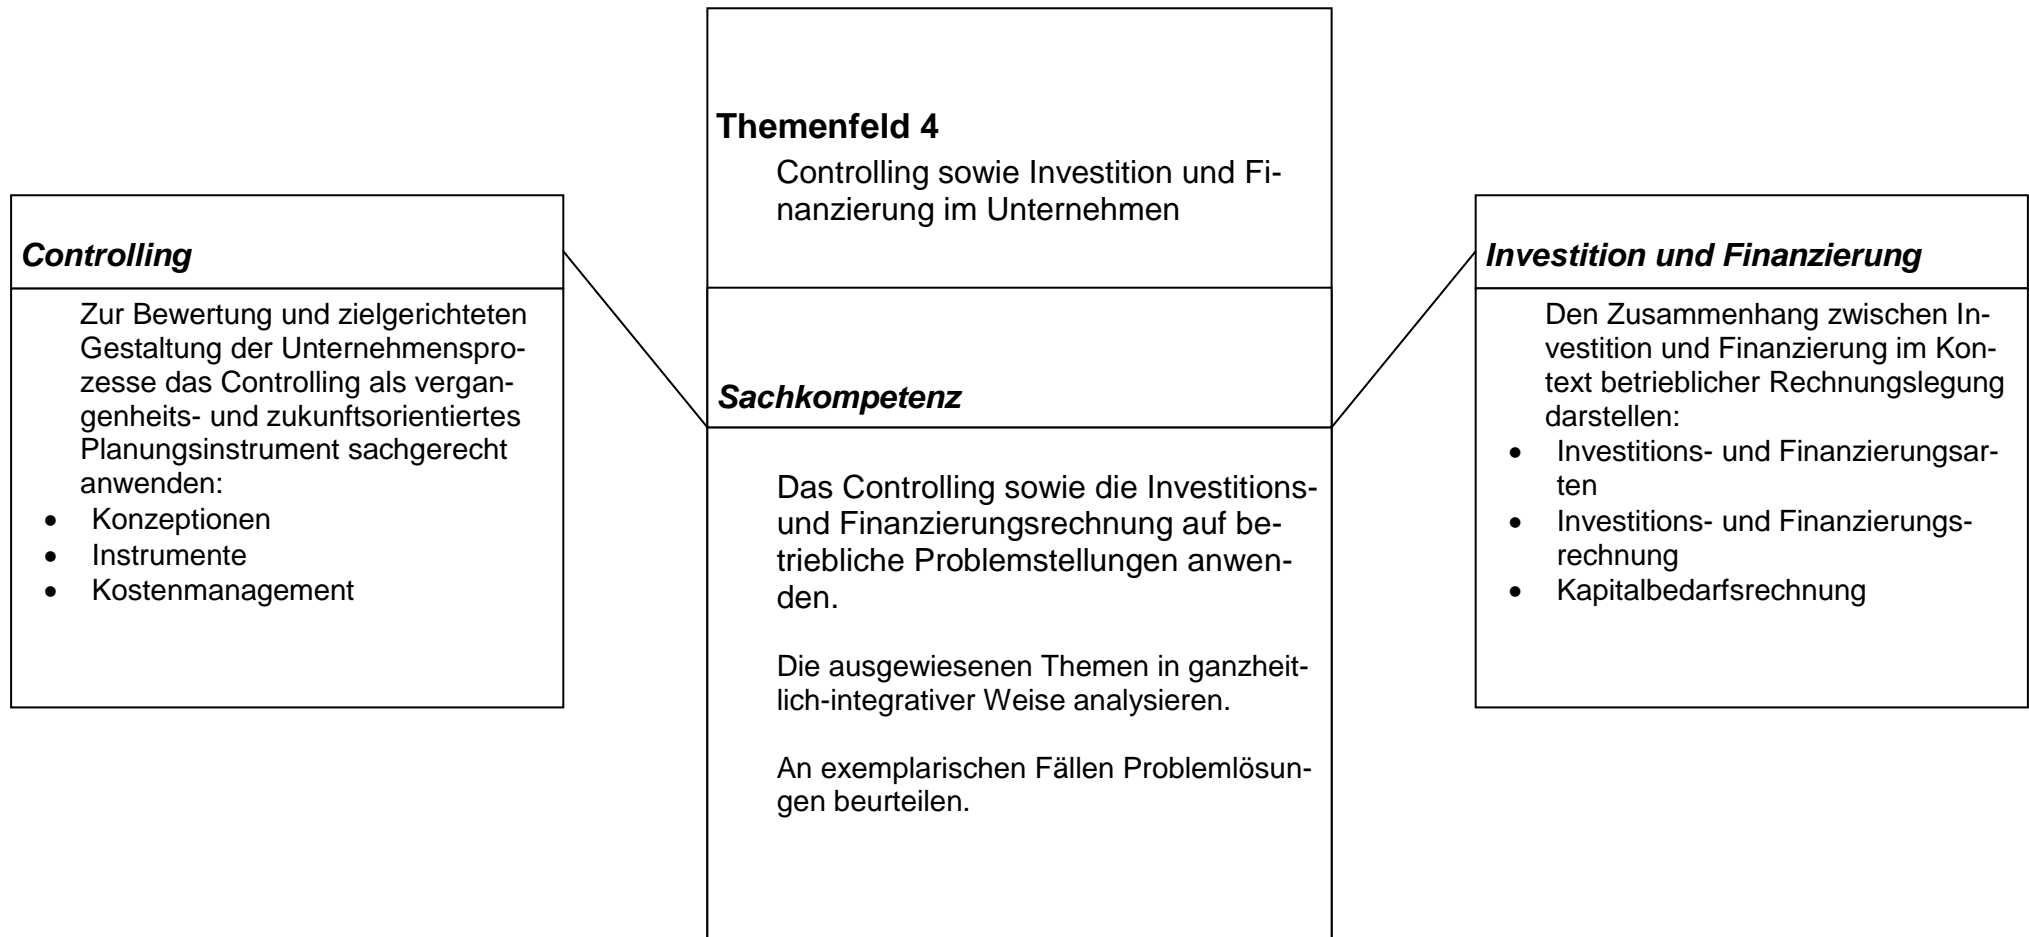 Themenfeld 4
Controlling sowie Investition und Fi-
nanzierung im Unternehmen
Controlling
Zur Bewertung und zielgerichteten
Gestaltung der Unternehmenspro-
zesse das Controlling als vergan-
genheits- und zukunftsorientiertes
Planungsinstrument sachgerecht
anwenden:
• Konzeptionen
• Instrumente
• Kostenmanagement
Sachkompetenz
Das Controlling sowie die Investitions-
und Finanzierungsrechnung auf be-
triebliche Problemstellungen anwen-
den.
Die ausgewiesenen Themen in ganzheit-
lich-integrativer Weise analysieren.
An exemplarischen Fällen Problemlösun-
gen beurteilen.
Investition und Finanzierung
Den Zusammenhang zwischen In-
vestition und Finanzierung im Kon-
text betrieblicher Rechnungslegung
darstellen:
• Investitions- und Finanzierungsar-
ten
• Investitions- und Finanzierungs-
rechnung
• Kapitalbedarfsrechnung